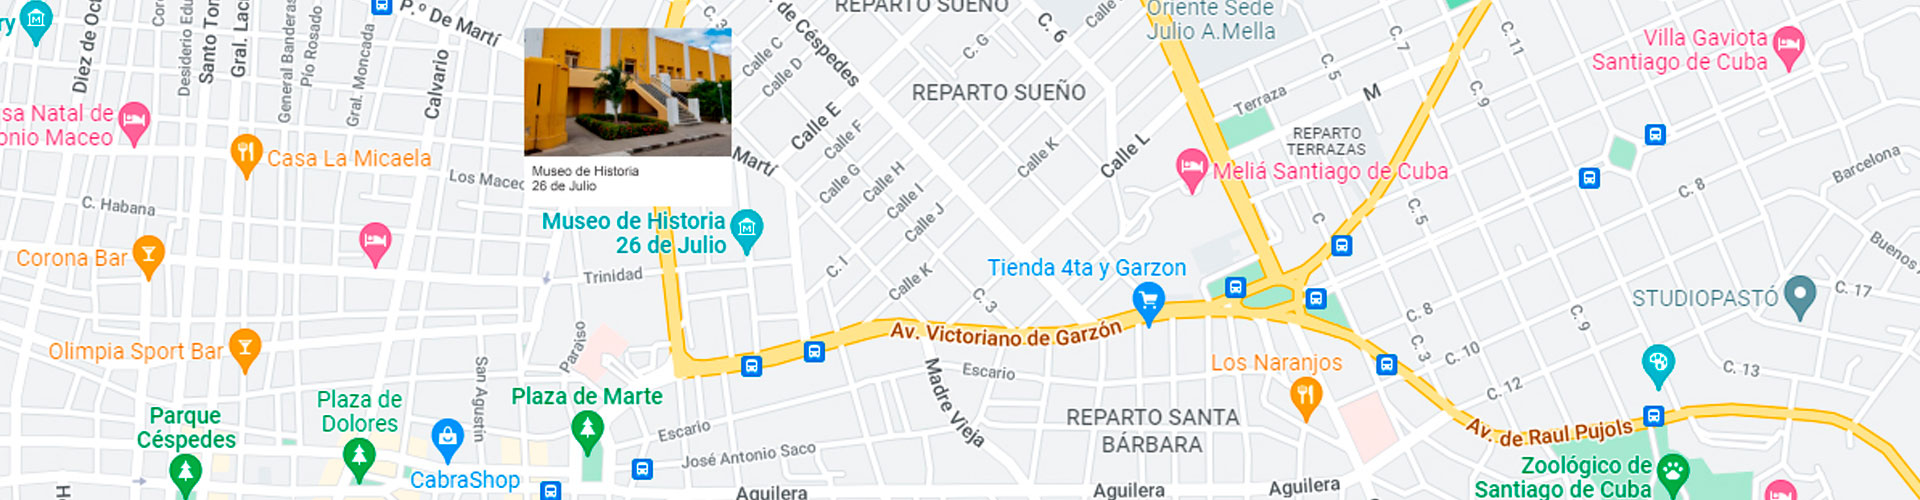 P.º De Martí
REPARTO SUEÑO
C. 3
de Céspedes
C. 6
Calle
Oriente Sede
Julio A.Mella
C. 7
C. 11
Villa Gaviota
Santiago de Cuba
ry
Diez de Oct
Desiderio
Santo Tom
Gral. Lacr
General Banderas
Pío Rosado
Gral. Moncada
Calvario
Calle C
Calle D
C. G
REPARTO SUEÑO
C. 5
M
Terraza
C. 9
sa Natal de
onio Maceo
Calle E
Calle F
REPARTO
TERRAZAS
Casa La Micaela
Martí
Calle K
Calle L
Barcelona
Los Maceo
Museo de Historia
26 de Julio
Calle G
Calle H
Calle I
Calle J
Meliá Santiago de Cuba
C. 8
C. Habana
Museo de Historia
26 de Julio
C
C. 5
Buenos
Corona Bar
Trinidad
C. I
Calle K
C. 3
Tienda 4ta y Garzon
STUDIOPASTÓ
C. 17
Av. Victoriano de Garzón
C. 8
C. 9
Olimpia Sport Bar
San Agustin
Paraíso
Madre Vieja
Escario
Los Naranjos
C. 3
C. 10
C. 13
C. 12
Parque
Céspedes
Plaza de
Dolores
Plaza de Marte
Escario
REPARTO SANTA
BÁRBARA
Av. de Raul Pujols
CabraShop
José Antonio Saco
Zoológico de
Santiago de Cuba
Aguilera
Aguilera
Aguilera